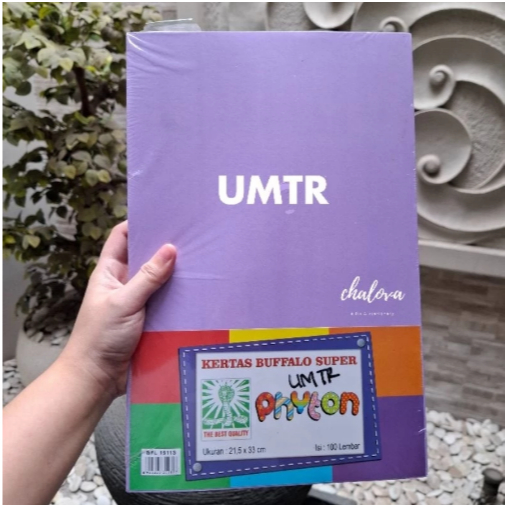 UMTR
chalova
KERTAS BUFFALO SUPER
UMTR
Phyton
THE BEST QUALITY
Ukuran : 21,5 x 33 cm
Isi : 100 Lembar